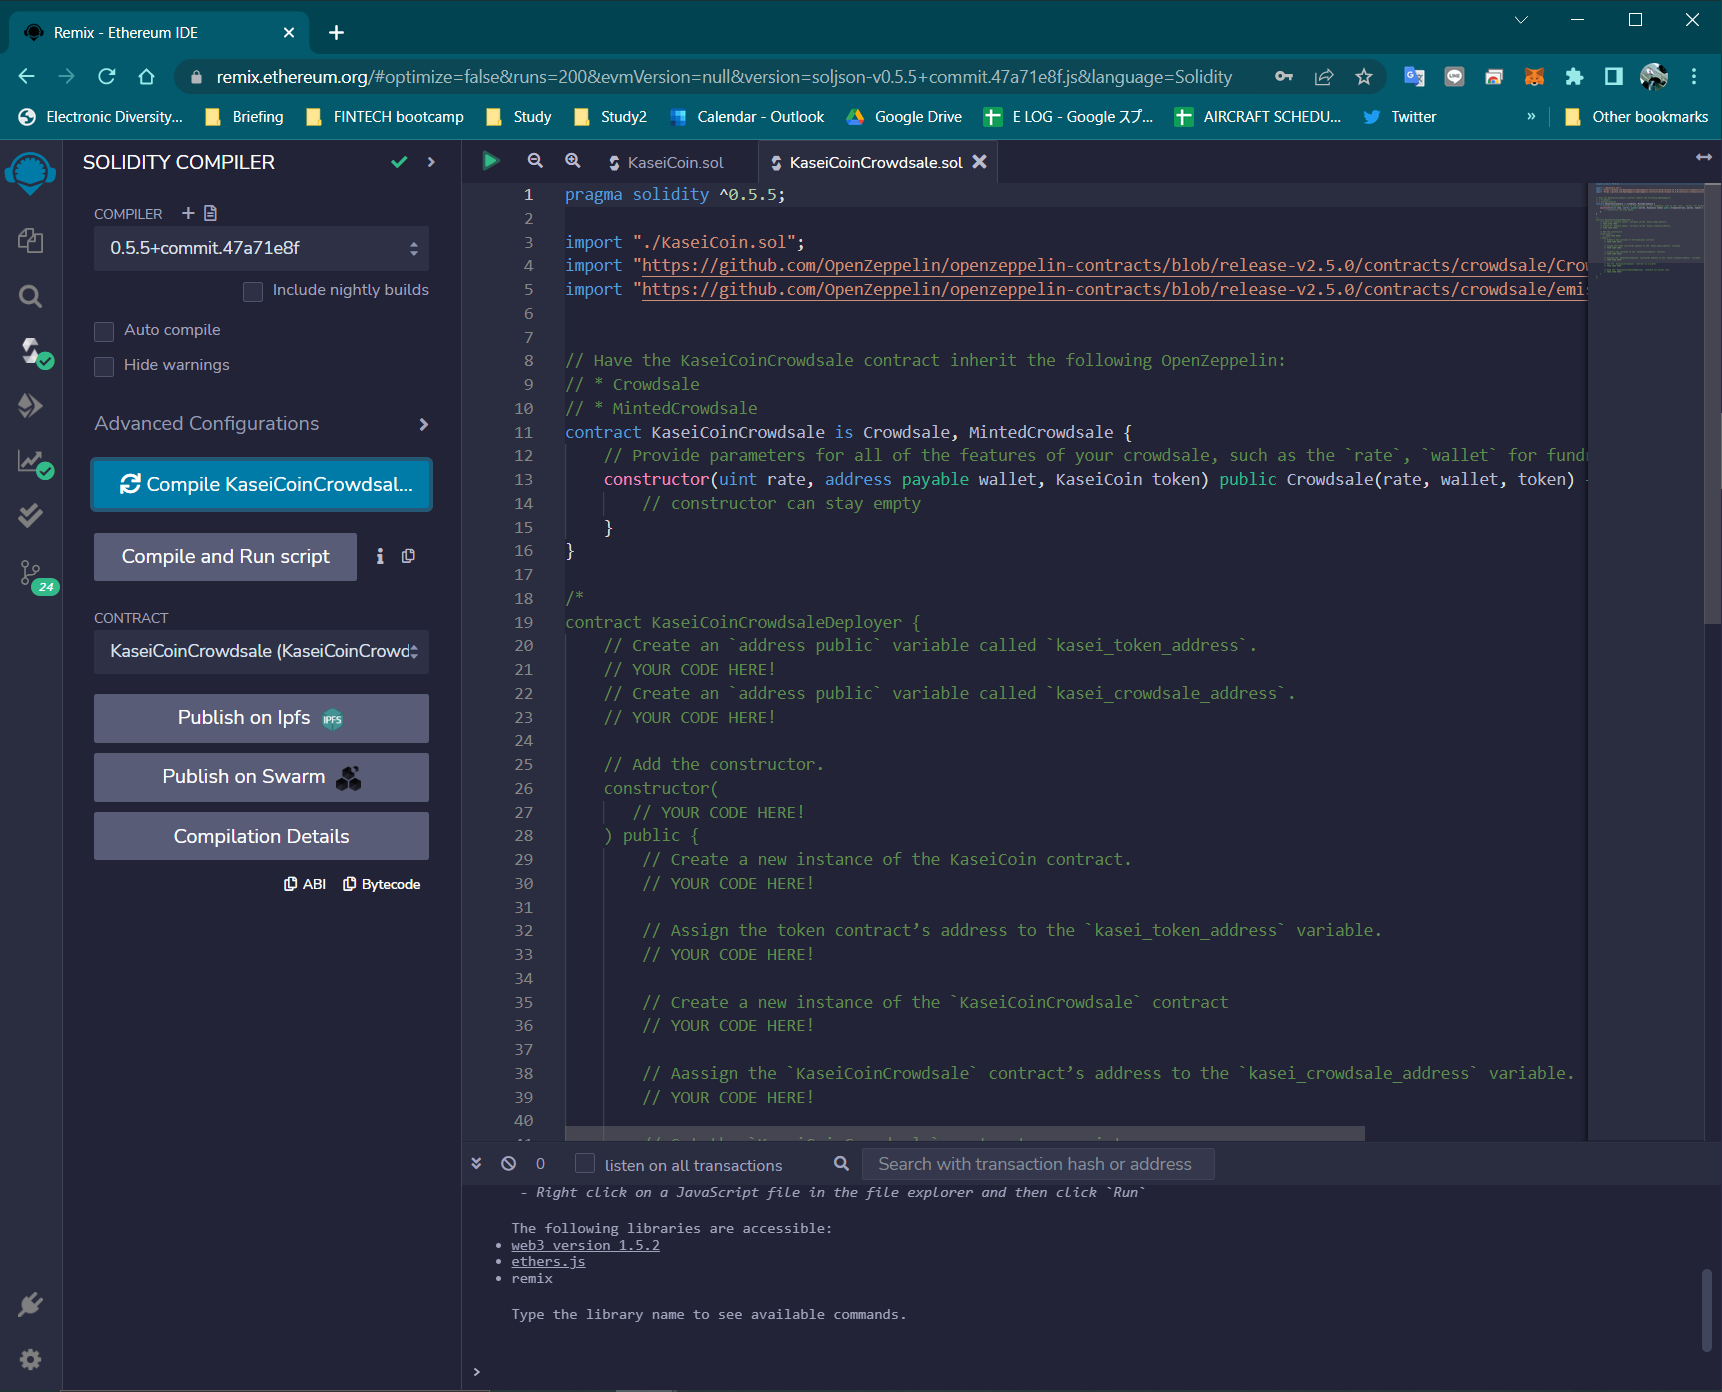 Remix - Ethereum IDE
remix.ethereum.org/#optimize=false&runs=200&evmVersion=null&version=soljson-v0.5.5+commit.47a71e8f.js&language=Solidity
Electronic Diversity... Briefing FINTECH bootcamp Study Study2 Calendar - Outlook Google Drive E LOG - Google スプ... AIRCRAFT SCHEDU... Twitter » Other bookmarks
SOLIDITY COMPILER
COMPILER
0.5.5+commit.47a71e8f
Include nightly builds
Auto compile
Hide warnings
Advanced Configurations
Compile KaseiCoinCrowdsal...
Compile and Run script
24
CONTRACT
KaseiCoinCrowdsale (KaseiCoinCrowd
Publish on Ipfs IPFS
Publish on Swarm
Compilation Details
ABI Bytecode
KaseiCoin.sol KaseiCoinCrowdsale.sol
1 pragma solidity ^0.5.5;
2
3 import "./KaseiCoin.sol";
4 import "https://github.com/OpenZeppelin/openzeppelin-contracts/blob/release-v2.5.0/contracts/crowdsale/Crow
5 import "https://github.com/OpenZeppelin/openzeppelin-contracts/blob/release-v2.5.0/contracts/crowdsale/emis
6
7
8 // Have the KaseiCoinCrowdsale contract inherit the following OpenZeppelin:
9 // * Crowdsale
10 // * MintedCrowdsale
11 contract KaseiCoinCrowdsale is Crowdsale, MintedCrowdsale {
12 // Provide parameters for all of the features of your crowdsale, such as the `rate`, `wallet` for fundr
13 constructor(uint rate, address payable wallet, KaseiCoin token) public Crowdsale(rate, wallet, token) {
14 // constructor can stay empty
15 }
16 }
17
18 /*
19 contract KaseiCoinCrowdsaleDeployer {
20 // Create an `address public` variable called `kasei_token_address`.
21 // YOUR CODE HERE!
22 // Create an `address public` variable called `kasei_crowdsale_address`.
23 // YOUR CODE HERE!
24
25 // Add the constructor.
26 constructor(
27 // YOUR CODE HERE!
28 ) public {
29 // Create a new instance of the KaseiCoin contract.
30 // YOUR CODE HERE!
31
32 // Assign the token contract’s address to the `kasei_token_address` variable.
33 // YOUR CODE HERE!
34
35 // Create a new instance of the `KaseiCoinCrowdsale` contract
36 // YOUR CODE HERE!
37
38 // Aassign the `KaseiCoinCrowdsale` contract’s address to the `kasei_crowdsale_address` variable.
39 // YOUR CODE HERE!
40
0 listen on all transactions Search with transaction hash or address
- Right click on a JavaScript file in the file explorer and then click `Run`
The following libraries are accessible:
• web3 version 1.5.2
• ethers.js
• remix
Type the library name to see available commands.
>